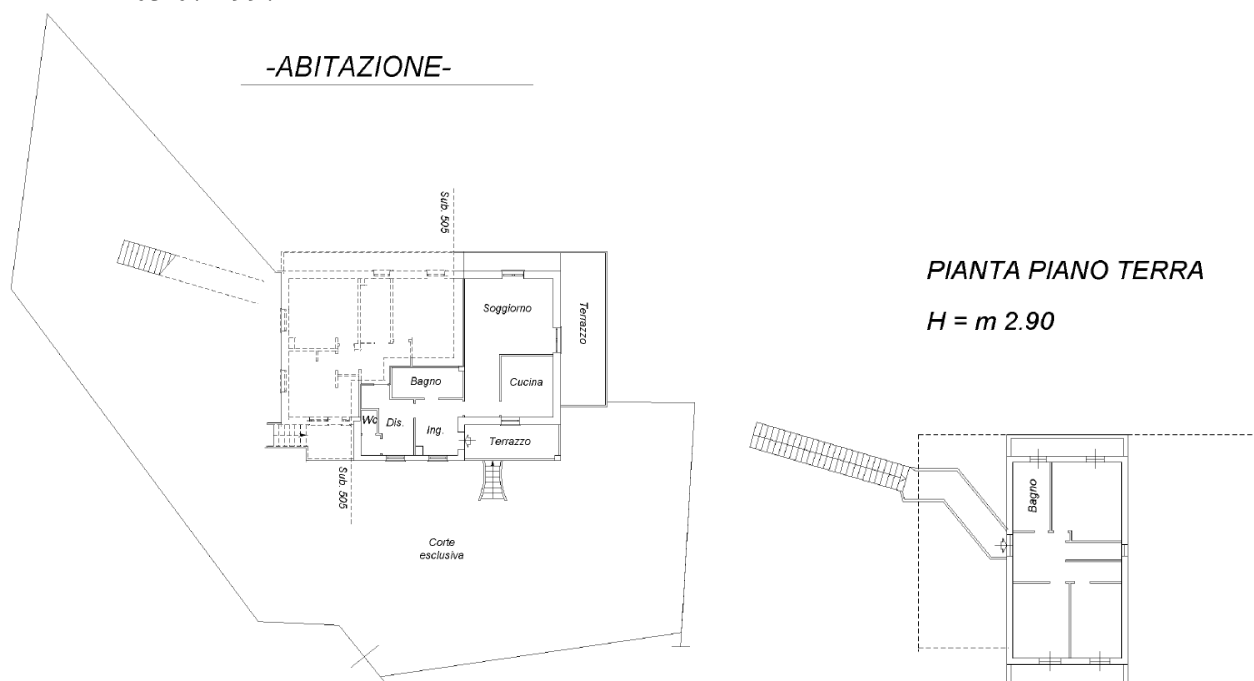 -ABITAZIONE-
Sub. 505
Soggiorno
Terrazzo
Bagno
Cucina
Wc
Dis.
Ing.
Terrazzo
Sub. 505
Corte
esclusiva
PIANTA PIANO TERRA
H = m 2.90
Bagno